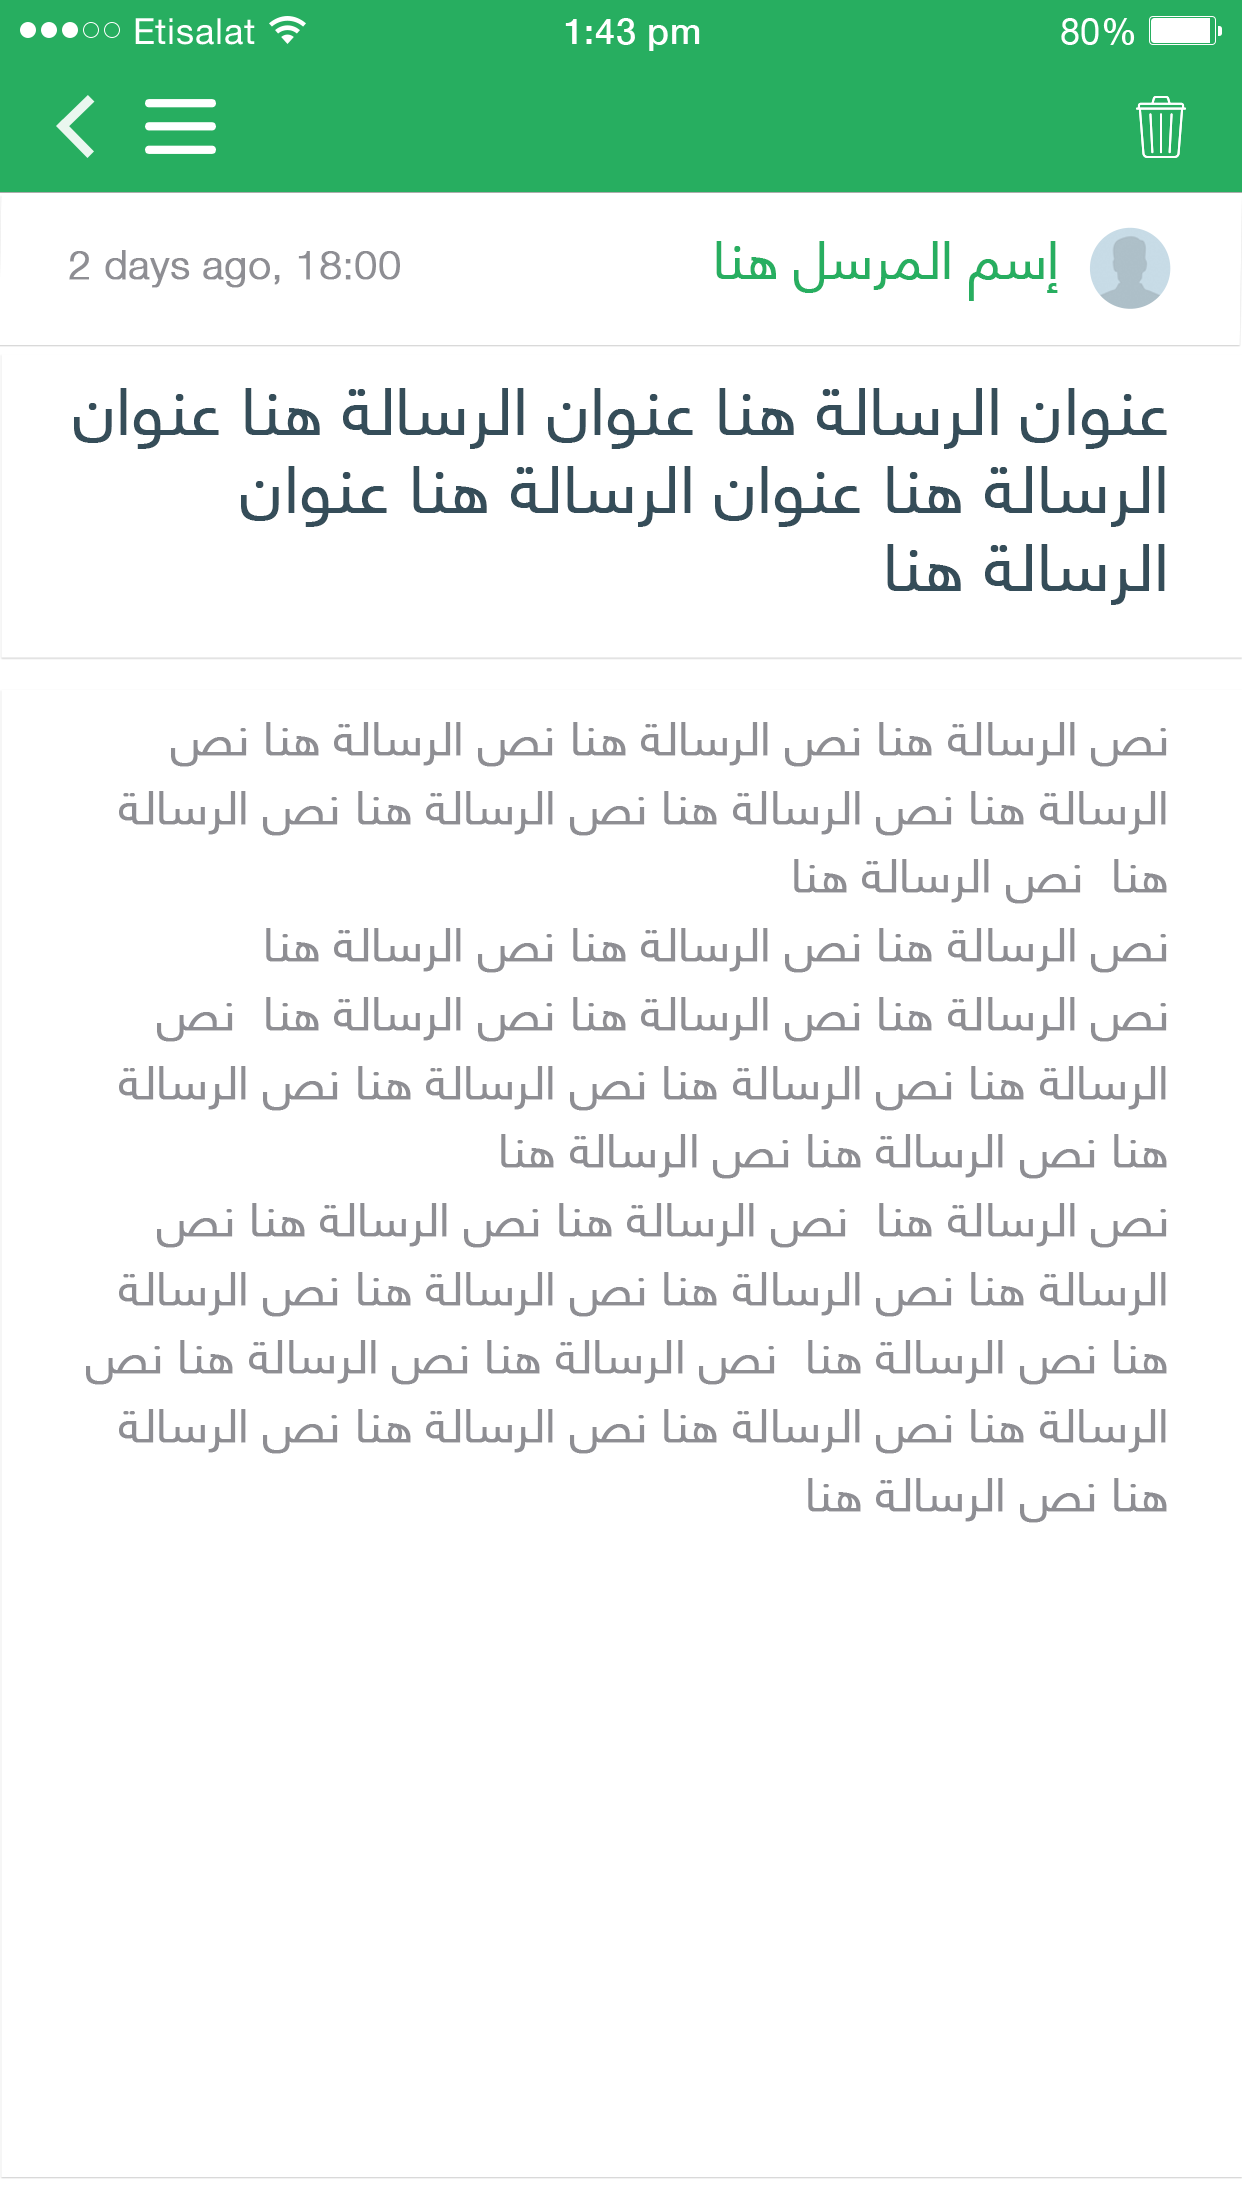 Etisalat 1:43 pm 80%
إسم المرسل هنا 2 days ago, 18:00
عنوان الرسالة هنا عنوان الرسالة هنا عنوان
الرسالة هنا عنوان الرسالة هنا عنوان
الرسالة هنا
نص الرسالة هنا نص الرسالة هنا نص الرسالة هنا نص
الرسالة هنا نص الرسالة هنا نص الرسالة هنا نص الرسالة
هنا  نص الرسالة هنا
نص الرسالة هنا نص الرسالة هنا نص الرسالة هنا
نص الرسالة هنا نص الرسالة هنا نص الرسالة هنا  نص
الرسالة هنا نص الرسالة هنا نص الرسالة هنا نص الرسالة
هنا نص الرسالة هنا نص الرسالة هنا
نص الرسالة هنا  نص الرسالة هنا نص الرسالة هنا نص
الرسالة هنا نص الرسالة هنا نص الرسالة هنا نص الرسالة
هنا نص الرسالة هنا  نص الرسالة هنا نص الرسالة هنا نص
الرسالة هنا نص الرسالة هنا نص الرسالة هنا نص الرسالة
هنا نص الرسالة هنا